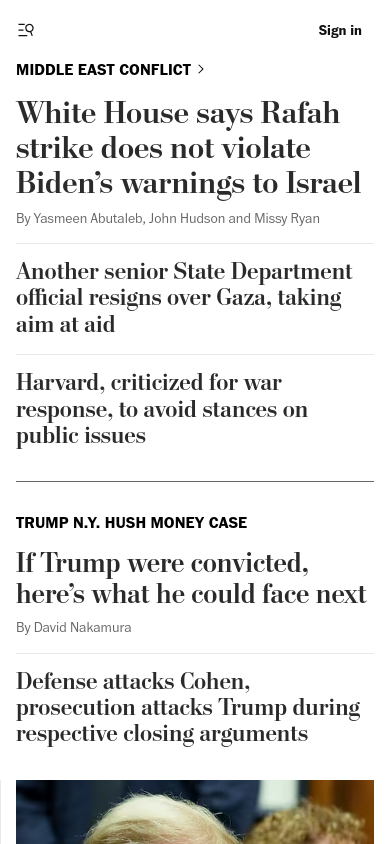 Sign in
MIDDLE EAST CONFLICT
White House says Rafah
strike does not violate
Biden’s warnings to Israel
By Yasmeen Abutaleb, John Hudson and Missy Ryan
Another senior State Department
official resigns over Gaza, taking
aim at aid
Harvard, criticized for war
response, to avoid stances on
public issues
TRUMP N.Y. HUSH MONEY CASE
If Trump were convicted,
here’s what he could face next
By David Nakamura
Defense attacks Cohen,
prosecution attacks Trump during
respective closing arguments